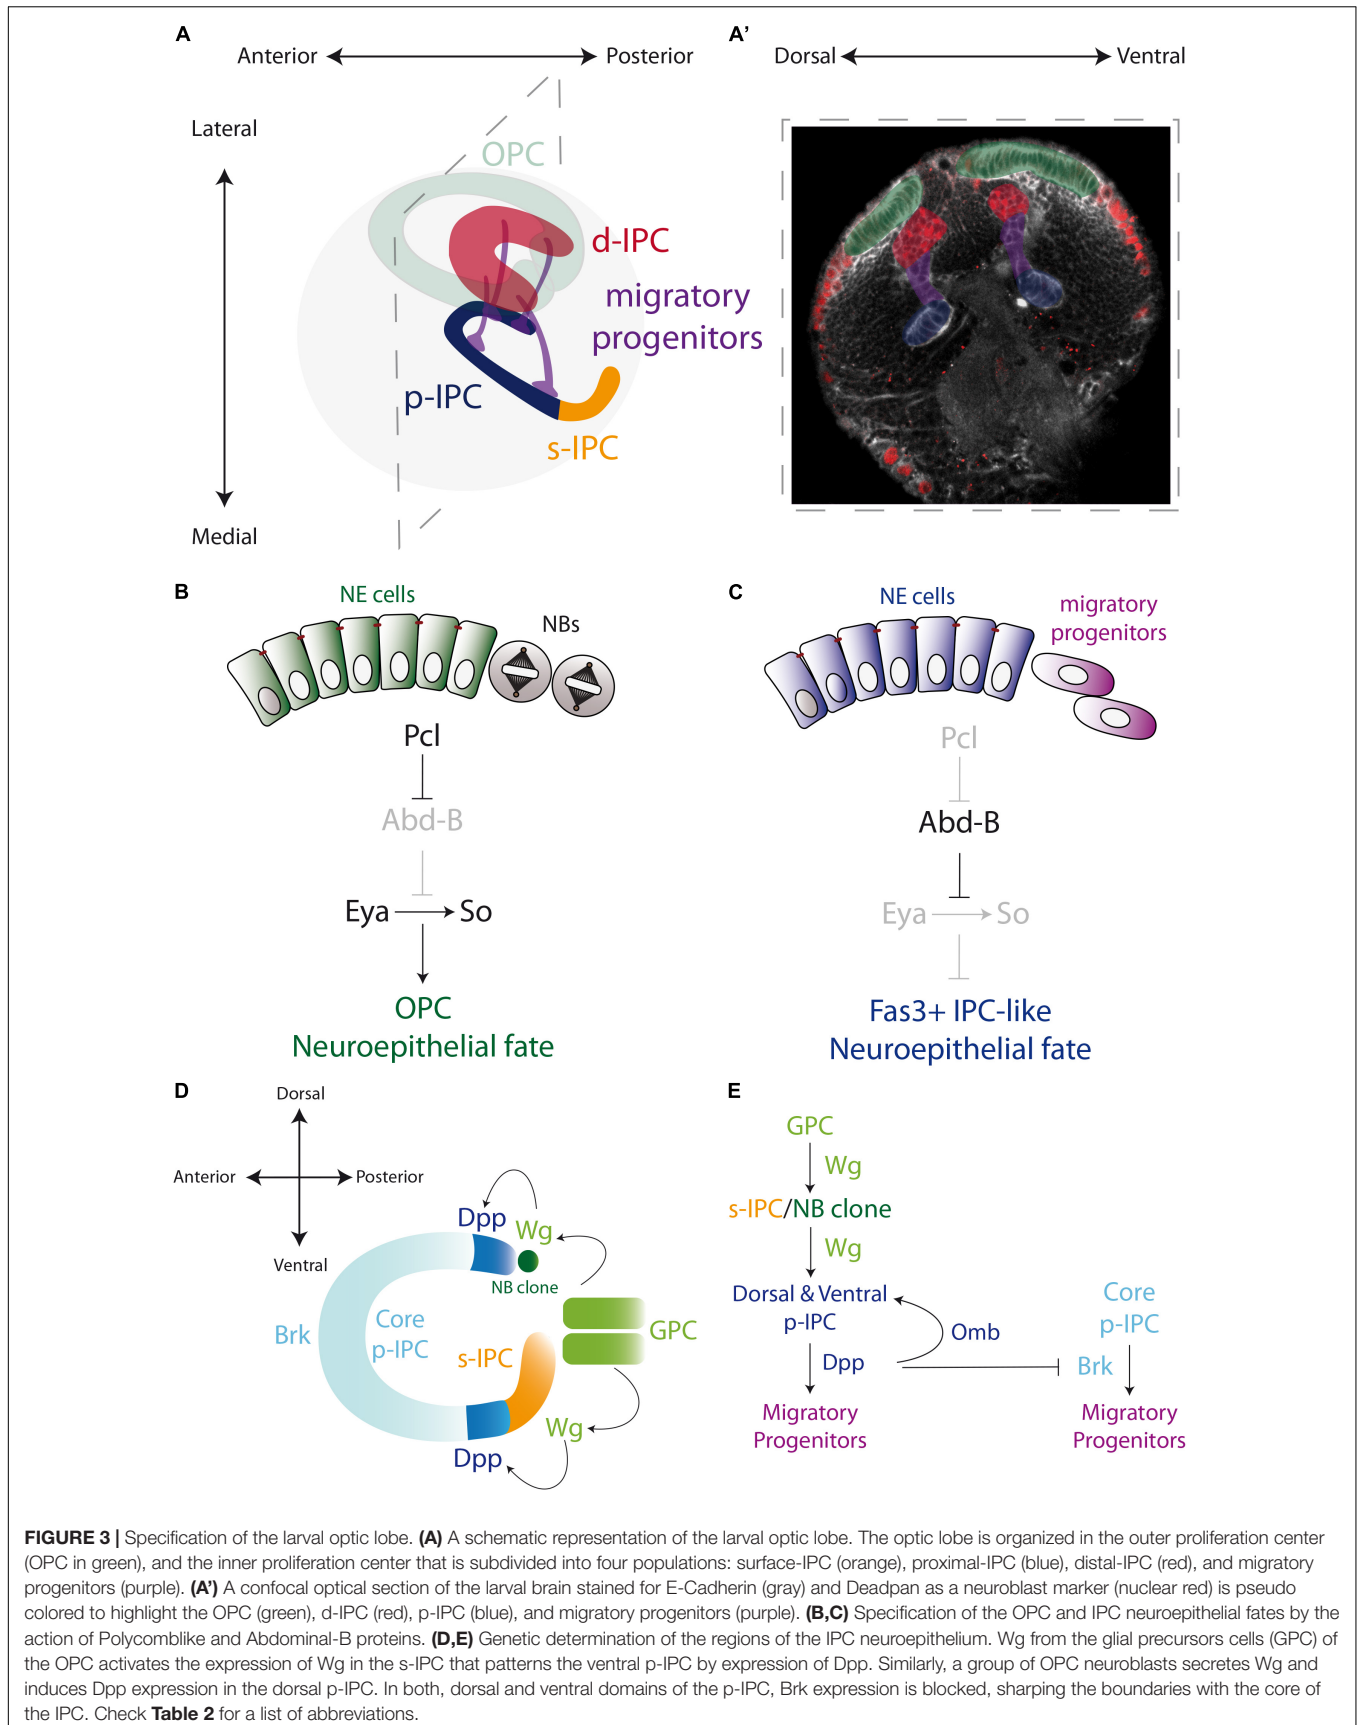 A
Anterior
Posterior
Lateral
Medial
OPC
d-IPC
migratory
progenitors
p-IPC
s-IPC
A’
Dorsal
Ventral
B
NE cells
NBs
Pcl
Abd-B
Eya
So
OPC
Neuroepithelial fate
C
NE cells
migratory
progenitors
Pcl
Abd-B
Eya
So
Fas3+ IPC-like
Neuroepithelial fate
D
Dorsal
Anterior
Posterior
Ventral
Dpp
Wg
NB clone
Brk
Core
p-IPC
s-IPC
GPC
Wg
Dpp
E
GPC
Wg
s-IPC/NB clone
Wg
Dorsal & Ventral
p-IPC
Omb
Dpp
Migratory
Progenitors
Core
p-IPC
Brk
Migratory
Progenitors
FIGURE 3 | Specification of the larval optic lobe. (A) A schematic representation of the larval optic lobe. The optic lobe is organized in the outer proliferation center
(OPC in green), and the inner proliferation center that is subdivided into four populations: surface-IPC (orange), proximal-IPC (blue), distal-IPC (red), and migratory
progenitors (purple). (A’) A confocal optical section of the larval brain stained for E-Cadherin (gray) and Deadpan as a neuroblast marker (nuclear red) is pseudo
colored to highlight the OPC (green), d-IPC (red), p-IPC (blue), and migratory progenitors (purple). (B,C) Specification of the OPC and IPC neuroepithelial fates by the
action of Polycomblike and Abdominal-B proteins. (D,E) Genetic determination of the regions of the IPC neuroepithelium. Wg from the glial precursors cells (GPC) of
the OPC activates the expression of Wg in the s-IPC that patterns the ventral p-IPC by expression of Dpp. Similarly, a group of OPC neuroblasts secretes Wg and
induces Dpp expression in the dorsal p-IPC. In both, dorsal and ventral domains of the p-IPC, Brk expression is blocked, sharping the boundaries with the core of
the IPC. Check Table 2 for a list of abbreviations.